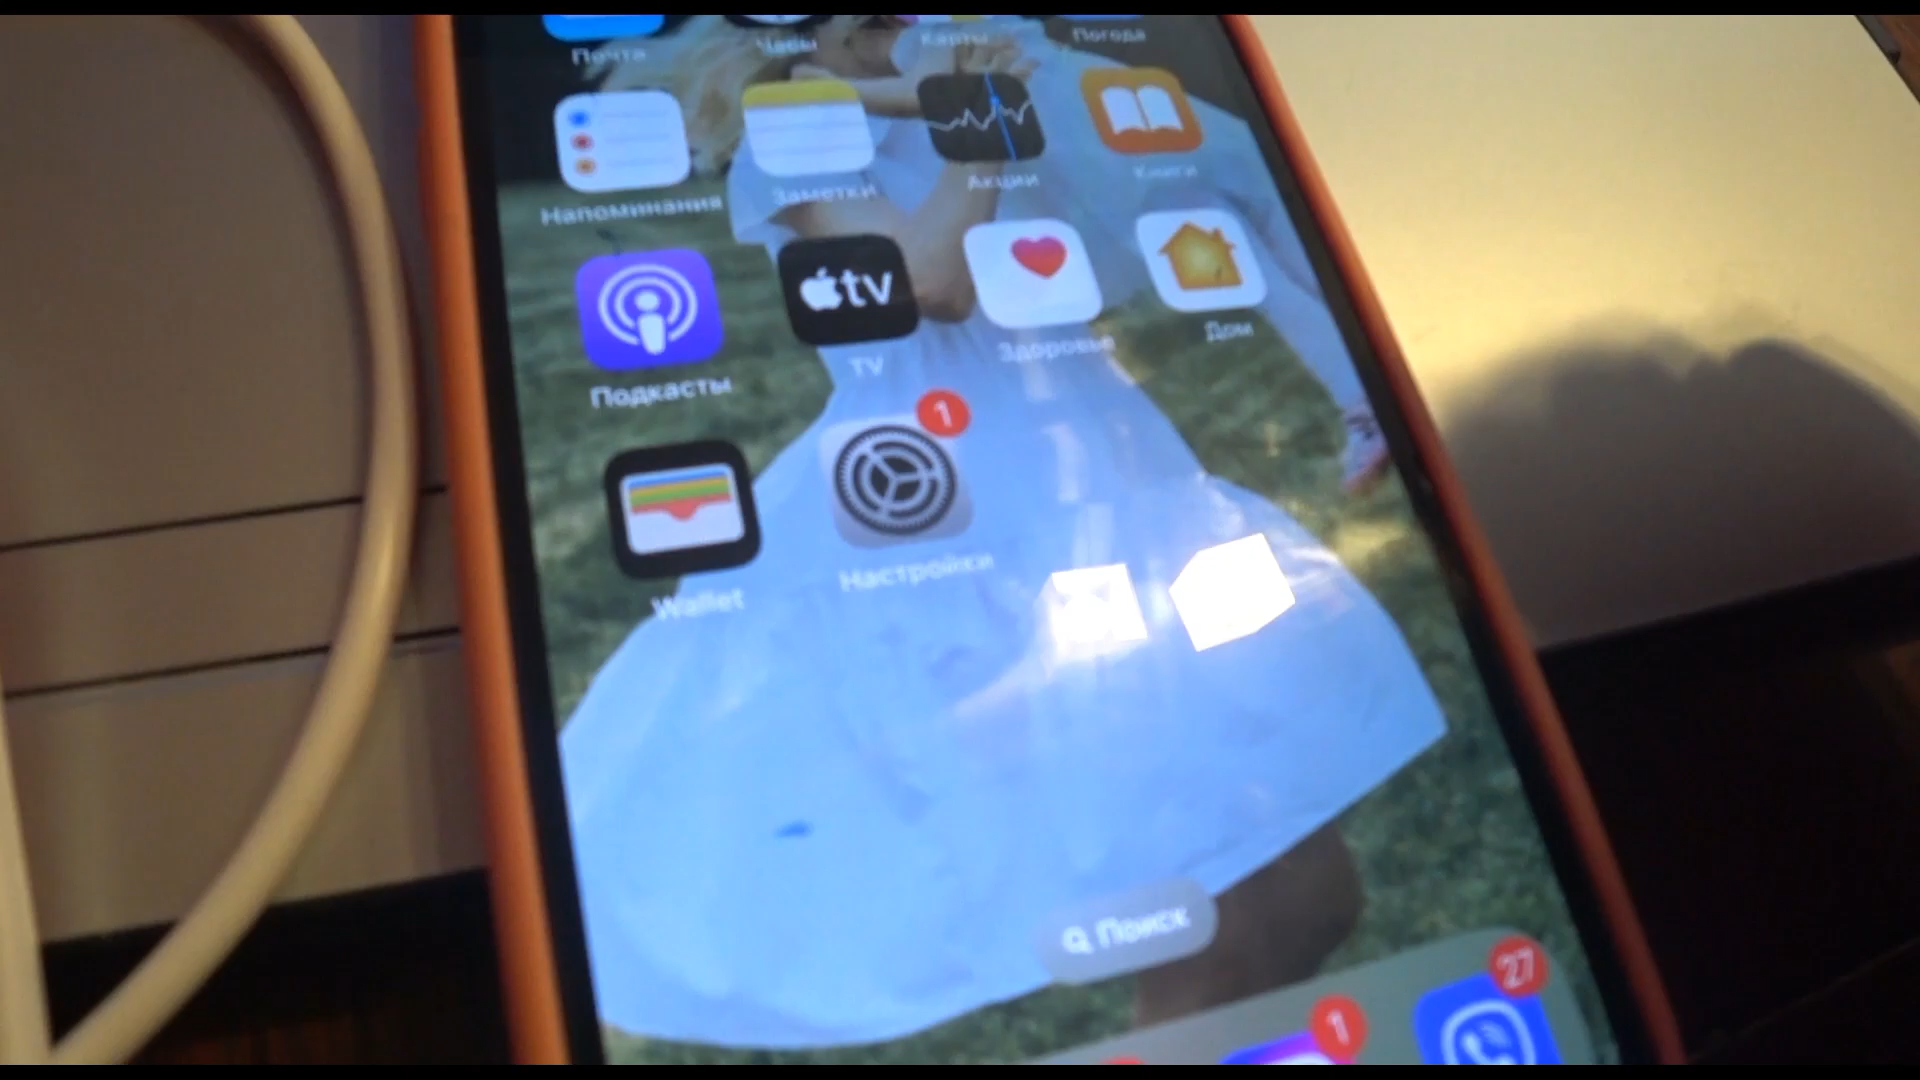 Почта
Часы
Карты
Погода
Напоминания
Заметки
Акции
Книги
Подкасты
tv
TV
Здоровье
Дом
1
Wallet
Настройки
Поиск
1
27